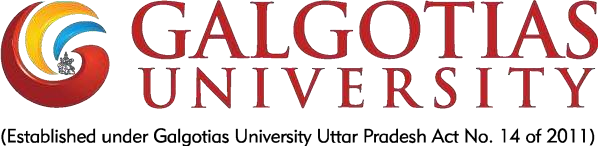 GALGOTIAS
UNIVERSITY
(Established under Galgotias University Uttar Pradesh Act No. 14 of 2011)